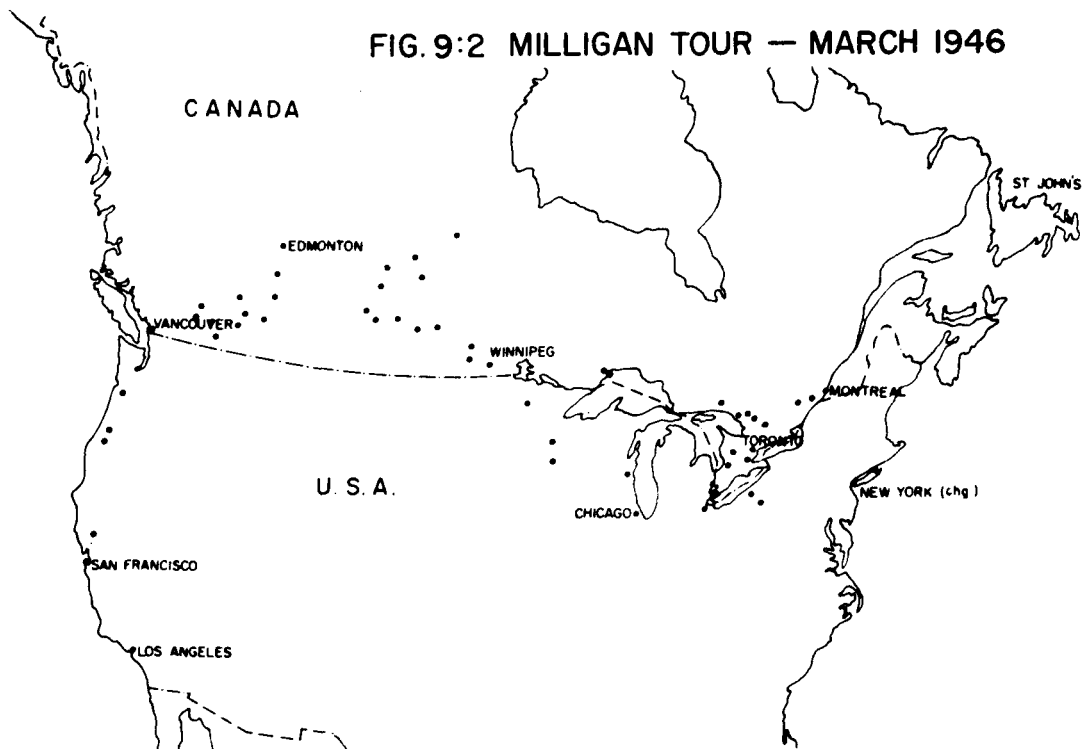 FIG. 9:2 MILLIGAN TOUR — MARCH 1946
CANADA
ST JOHN'S
EDMONTON
VANCOUVER
WINNIPEG
MONTREAL
TORONTO
U.S.A.
NEW YORK (chg)
CHICAGO
SAN FRANCISCO
LOS ANGELES